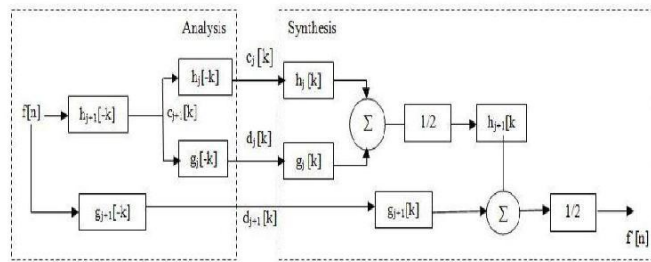 Analysis
Synthesis
c_j[k]
h_j[-k]
h_j[k]
f[n]
h_{j+1}[-k]
c_{j+1}[k]
Σ
1/2
h_{j+1}[k
d_j[k]
g_j[-k]
g_j[k]
g_{j+1}[-k]
d_{j+1}[k]
g_{j+1}[k]
Σ
1/2
f'[n]